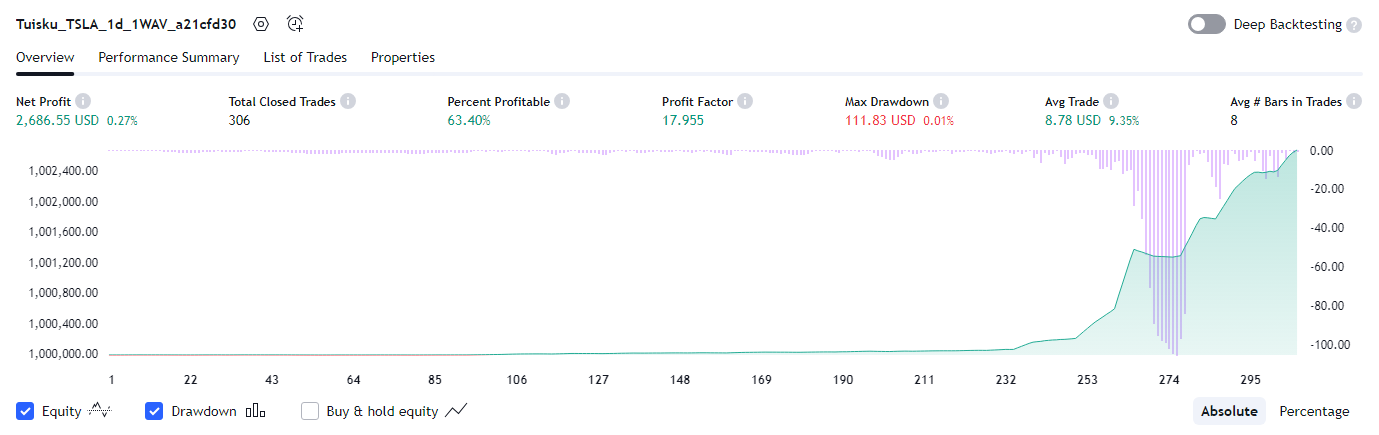 Tuisku_TSLA_1d_1WAV_a21cfd30 Deep Backtesting ?
Overview Performance Summary List of Trades Properties
Net Profit i Total Closed Trades i Percent Profitable i Profit Factor i Max Drawdown i Avg Trade i Avg # Bars in Trades i
2,686.55 USD 0.27% 306 63.40% 17.955 111.83 USD 0.01% 8.78 USD 9.35% 8
0.00
1,002,400.00
-20.00
1,002,000.00
-40.00
1,001,600.00
1,001,200.00 -60.00
1,000,800.00
-80.00
1,000,400.00
-100.00
1,000,000.00
1 22 43 64 85 106 127 148 169 190 211 232 253 274 295
Equity Drawdown Buy & hold equity Absolute Percentage